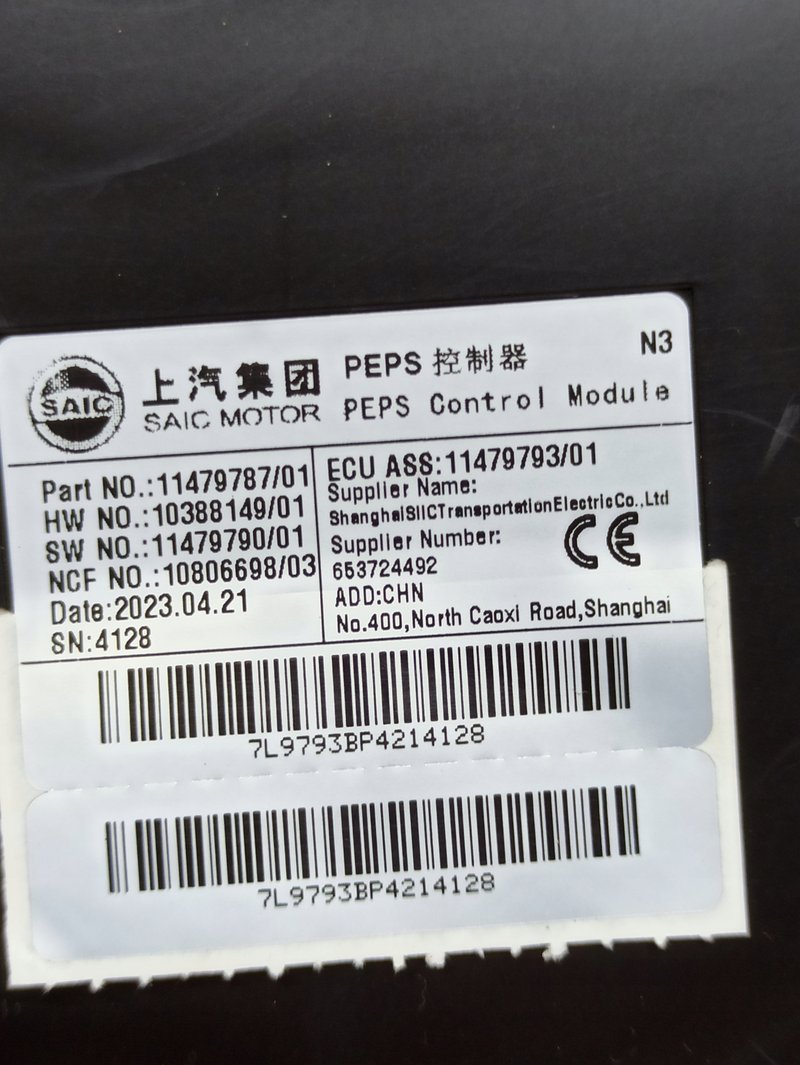 SAIC
上汽集团
SAIC MOTOR
PEPS 控制器
N3
PEPS Control Module
Part NO.:11479787/01
HW NO.:10388149/01
SW NO.:11479790/01
NCF NO.:10806698/03
Date:2023.04.21
SN:4128
ECU ASS:11479793/01
Supplier Name:
ShanghaiSIICTransportationElectricCo.,Ltd
Supplier Number:
653724492
CE
ADD:CHN
No.400,North Caoxi Road,Shanghai
7L9793BP4214128
7L9793BP4214128